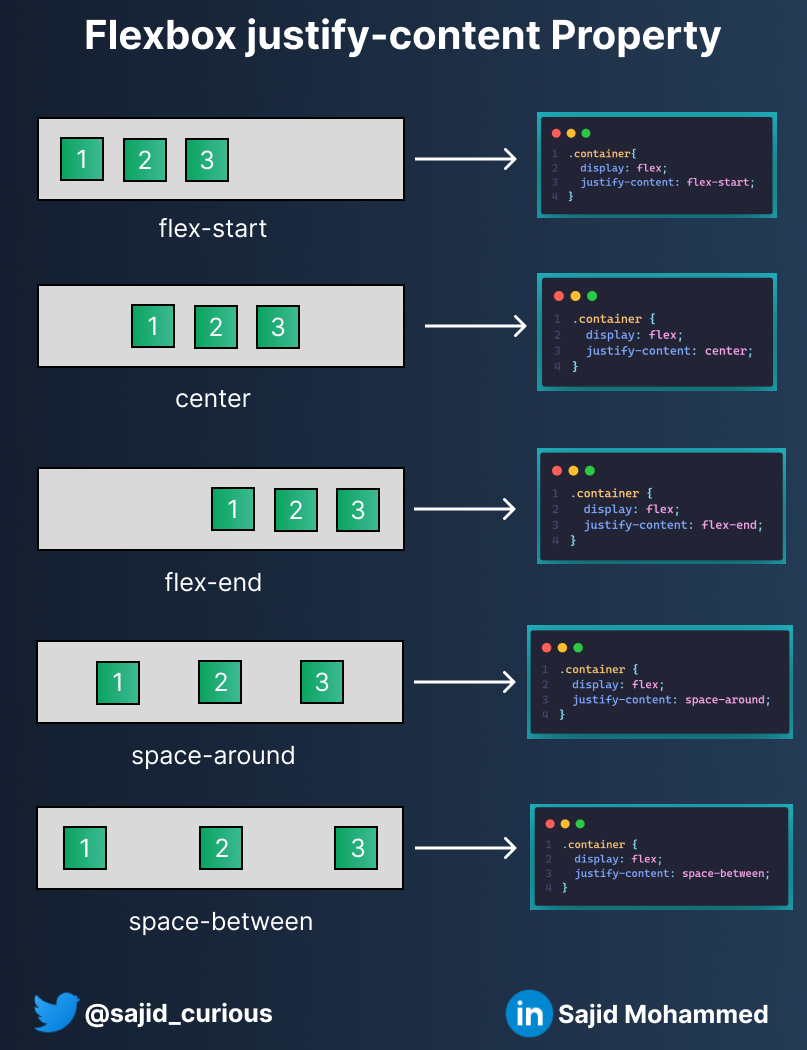 Flexbox justify-content Property
1 2 3
flex-start
1 .container{
2 display: flex;
3 justify-content: flex-start;
4 }
1 2 3
center
1 .container {
2 display: flex;
3 justify-content: center;
4 }
1 2 3
flex-end
1 .container {
2 display: flex;
3 justify-content: flex-end;
4 }
1 2 3
space-around
1 .container {
2 display: flex;
3 justify-content: space-around;
4 }
1 2 3
space-between
1 .container {
2 display: flex;
3 justify-content: space-between;
4 }
@sajid_curious
in Sajid Mohammed